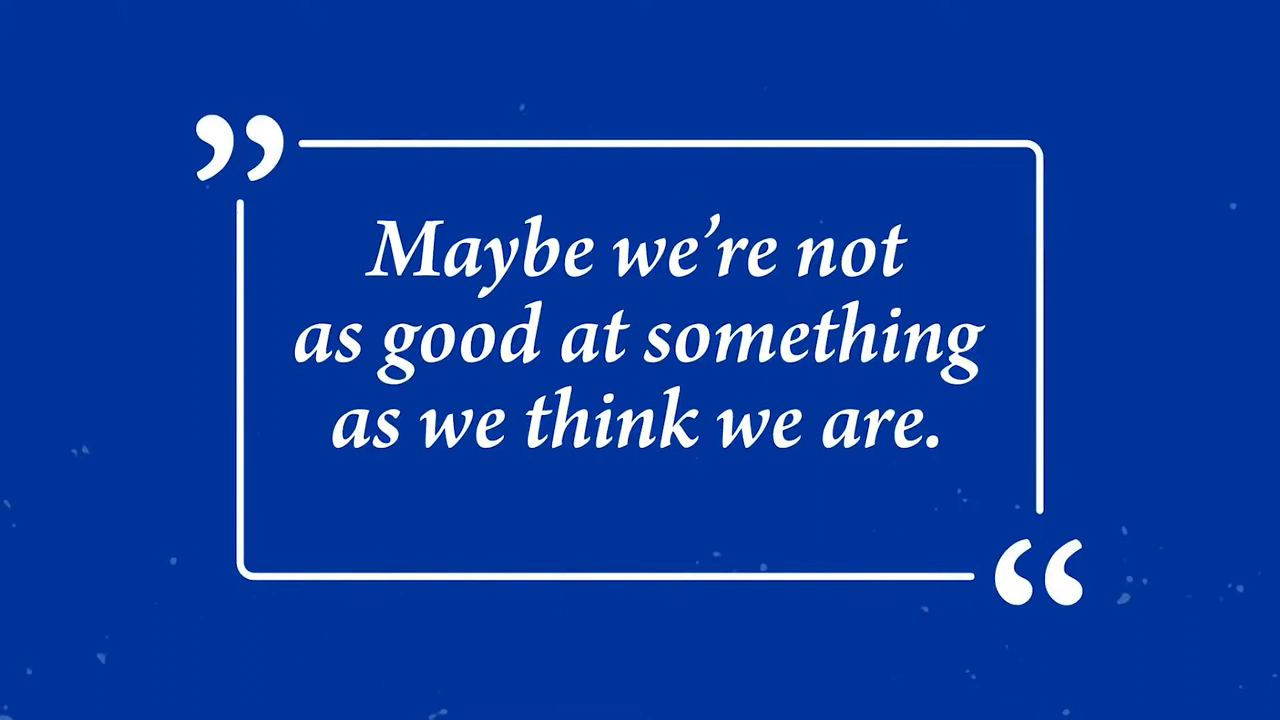 ”
Maybe we’re not
as good at something
as we think we are.
“